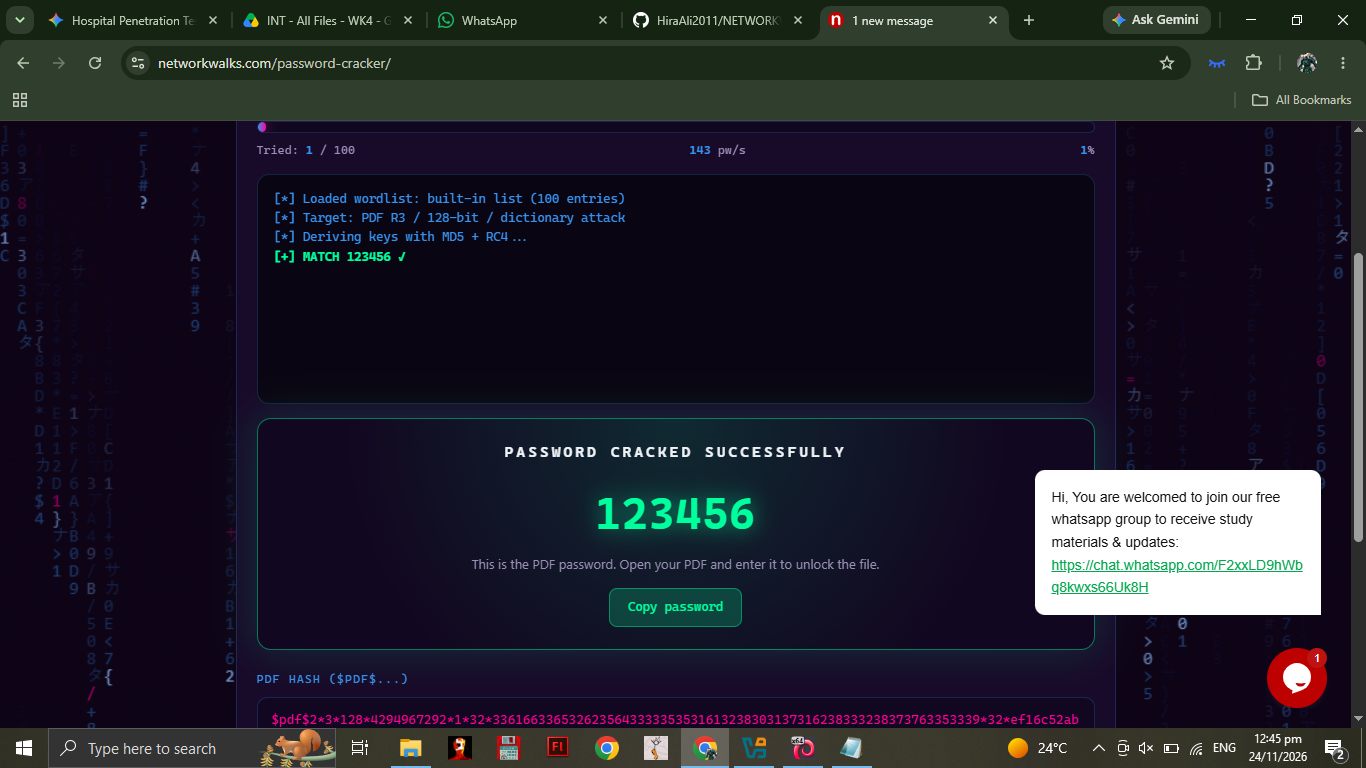 Hospital Penetration Te
INT - All Files - WK4 - G
WhatsApp
HiraAli2011/NETWORK
1 new message
Ask Gemini
networkwalks.com/password-cracker/
All Bookmarks
Tried: 1 / 100
143 pw/s
1%
[*] Loaded wordlist: built-in list (100 entries)
[*] Target: PDF R3 / 128-bit / dictionary attack
[*] Deriving keys with MD5 + RC4...
[+] MATCH 123456 ✓
PASSWORD CRACKED SUCCESSFULLY
123456
This is the PDF password. Open your PDF and enter it to unlock the file.
Copy password
Hi, You are welcomed to join our free
whatsapp group to receive study
materials & updates:
https://chat.whatsapp.com/F2xxLD9hWb
q8kwxs66Uk8H
1
PDF HASH ($PDF$...)
Type here to search
24°C
ENG
12:45 pm
24/11/2026
2